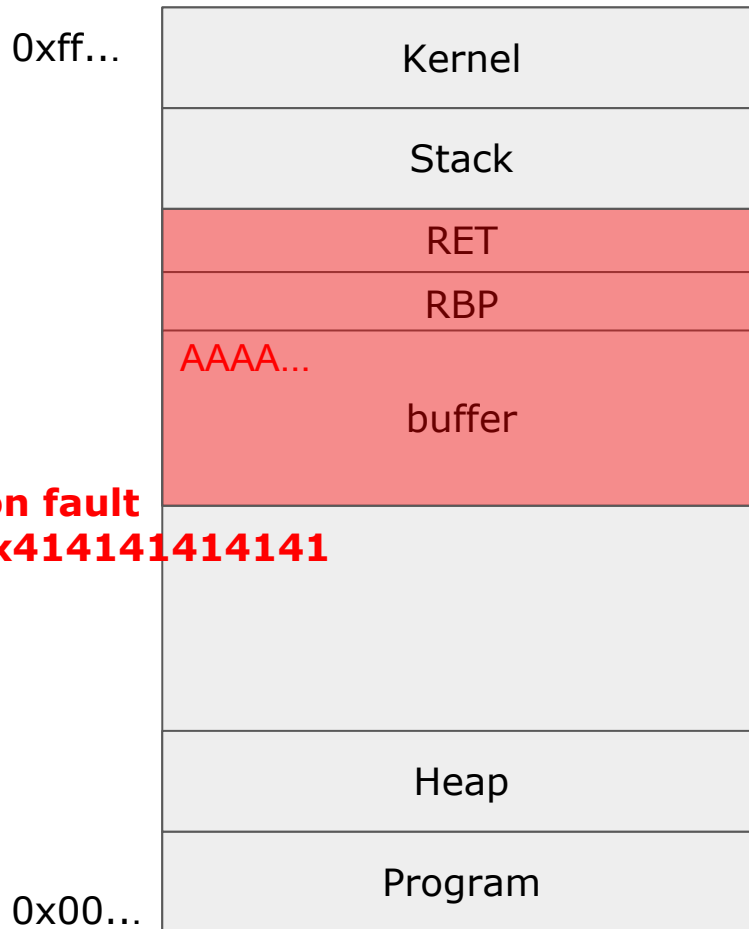 0xff...
Kernel
Stack
RET
RBP
AAAA...
buffer
on fault
x414141414141
Heap
Program
0x00...